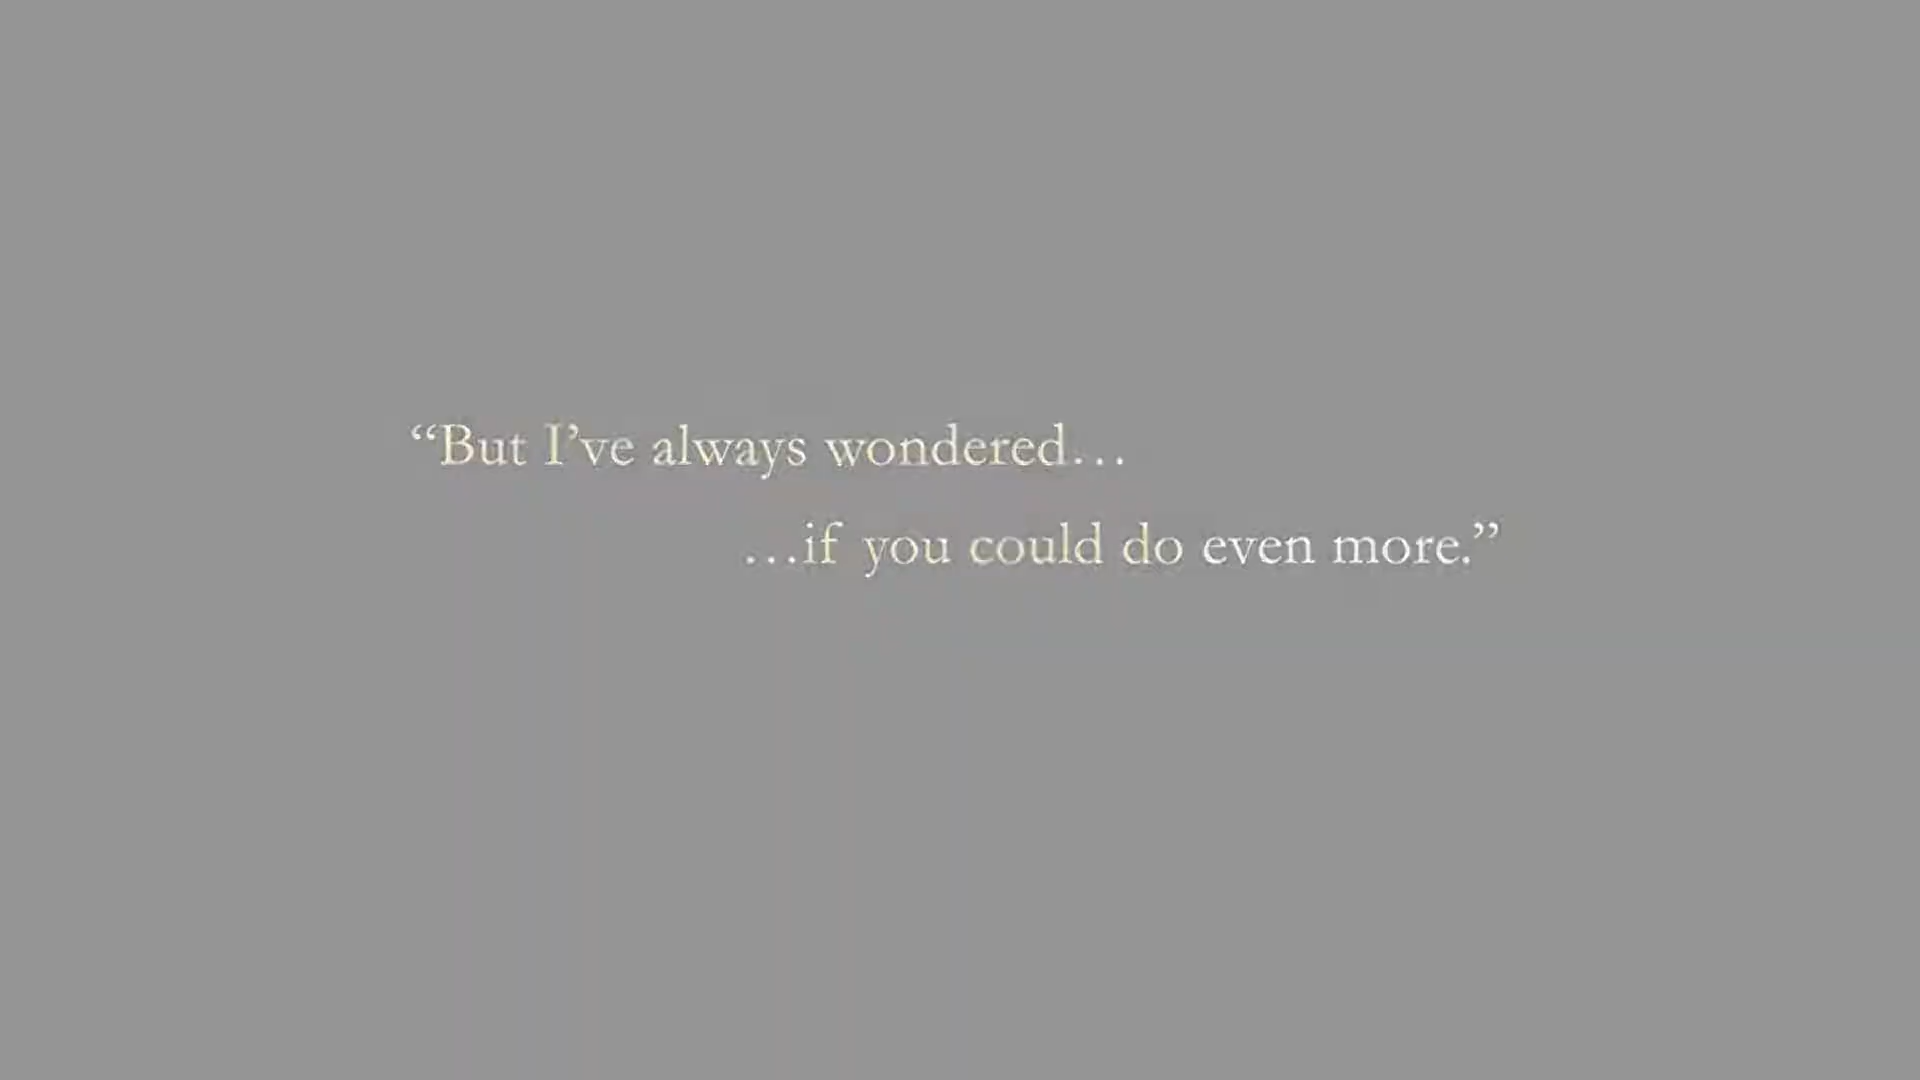 “But I’ve always wondered…
…if you could do even more.”